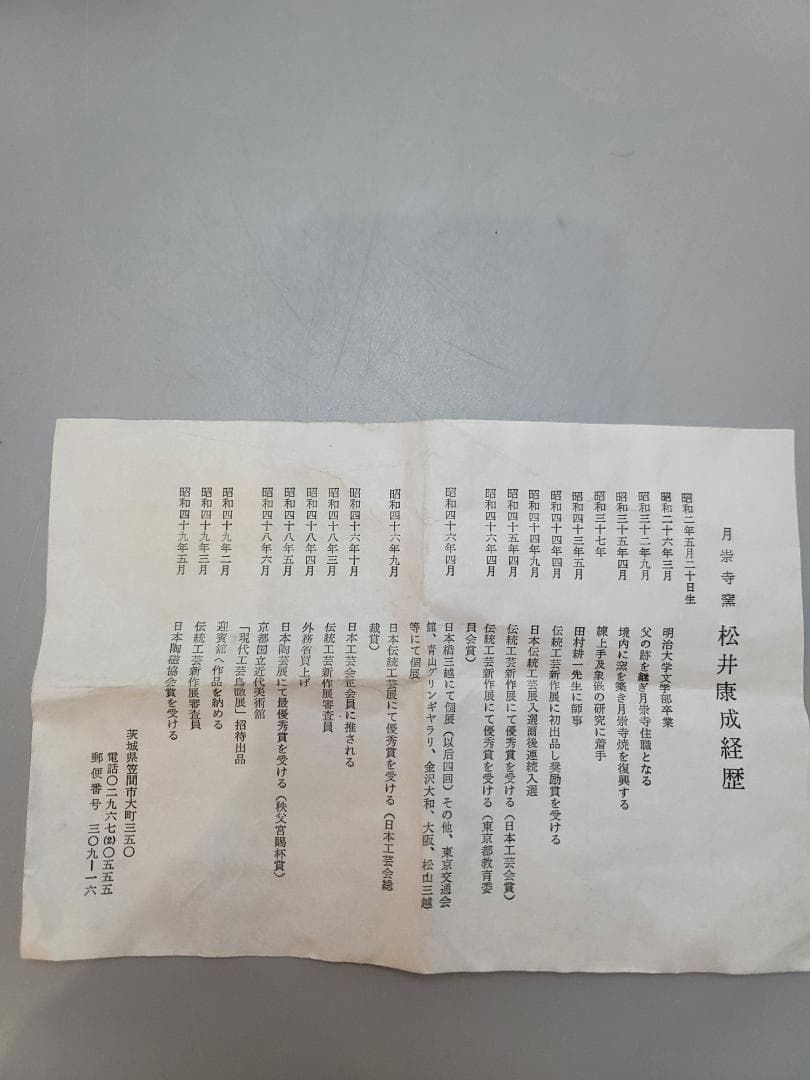 月崇寺窯 松井康成経歴
昭和二年五月二十日生
昭和二十六年三月 明治大学文学部卒業
昭和三十二年九月 父の跡を継ぎ月崇寺住職となる
昭和三十五年四月 境内に窯を築き月崇寺焼を復興する
昭和三十七年 練上手及象嵌の研究に着手
昭和四十三年五月 田村耕一先生に師事
昭和四十四年四月 伝統工芸新作展に初出品し奨励賞を受ける
昭和四十四年九月 日本伝統工芸展入選爾後連続入選
昭和四十五年四月 伝統工芸新作展にて優秀賞を受ける(日本工芸会賞)
昭和四十六年四月 伝統工芸新作展にて優秀賞を受ける(東京都教育委
員会賞)
昭和四十六年四月 日本橋三越にて個展(以后四回)その他、東京交通会
館、青山グリンギャラリ、金沢大和、大阪、松山三越
等にて個展
昭和四十六年九月 日本伝統工芸展にて優秀賞を受ける(日本工芸会総
裁賞)
昭和四十六年十月 日本工芸会正会員に推される
昭和四十八年三月 伝統工芸新作展審査員
昭和四十八年四月 外務省買上げ
昭和四十八年五月 日本陶芸展にて最優秀賞を受ける(秩父宮賜杯賞)
昭和四十八年六月 京都国立近代美術館
「現代工芸鳥瞰展」招待出品
昭和四十九年二月 迎賓館へ作品を納める
昭和四十九年三月 伝統工芸新作展審査員
昭和四十九年五月 日本陶磁協会賞を受ける
茨城県笠間市大町三五〇
電話〇二九六七(2)〇五五五
郵便番号 三〇九―一六